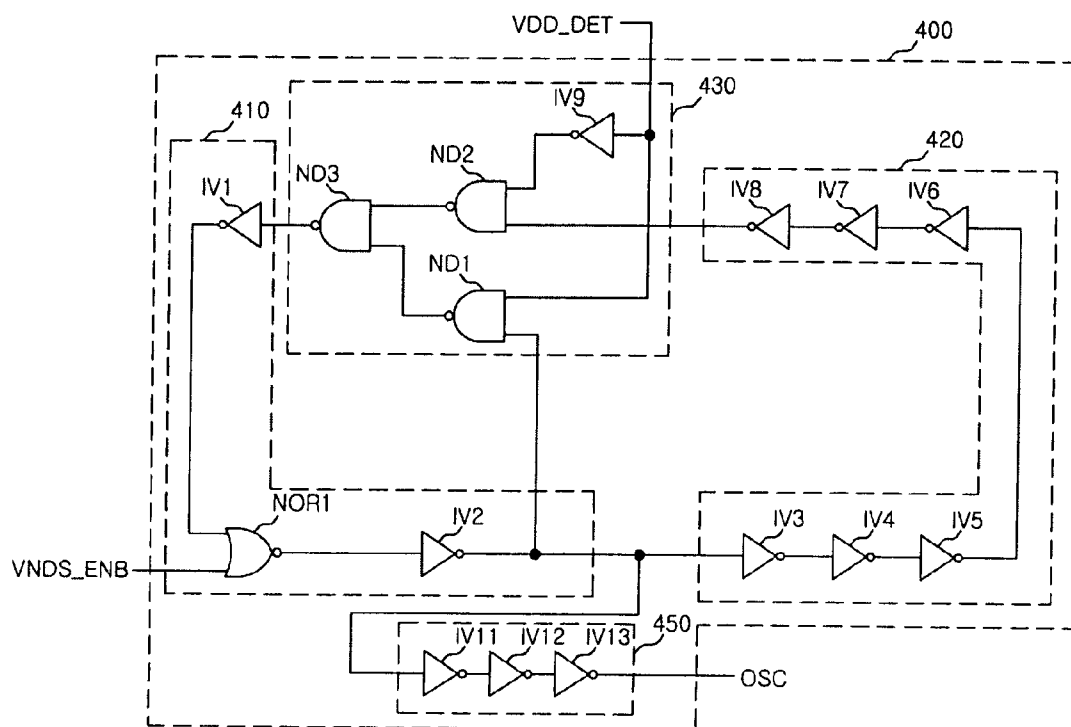 VDD_DET
400
430
IV9
410
420
ND2
ND3
IV1
IV8
IV7
IV6
ND1
NOR1
IV2
IV3
IV4
IV5
VNDS_ENB
450
IV11
IV12
IV13
OSC